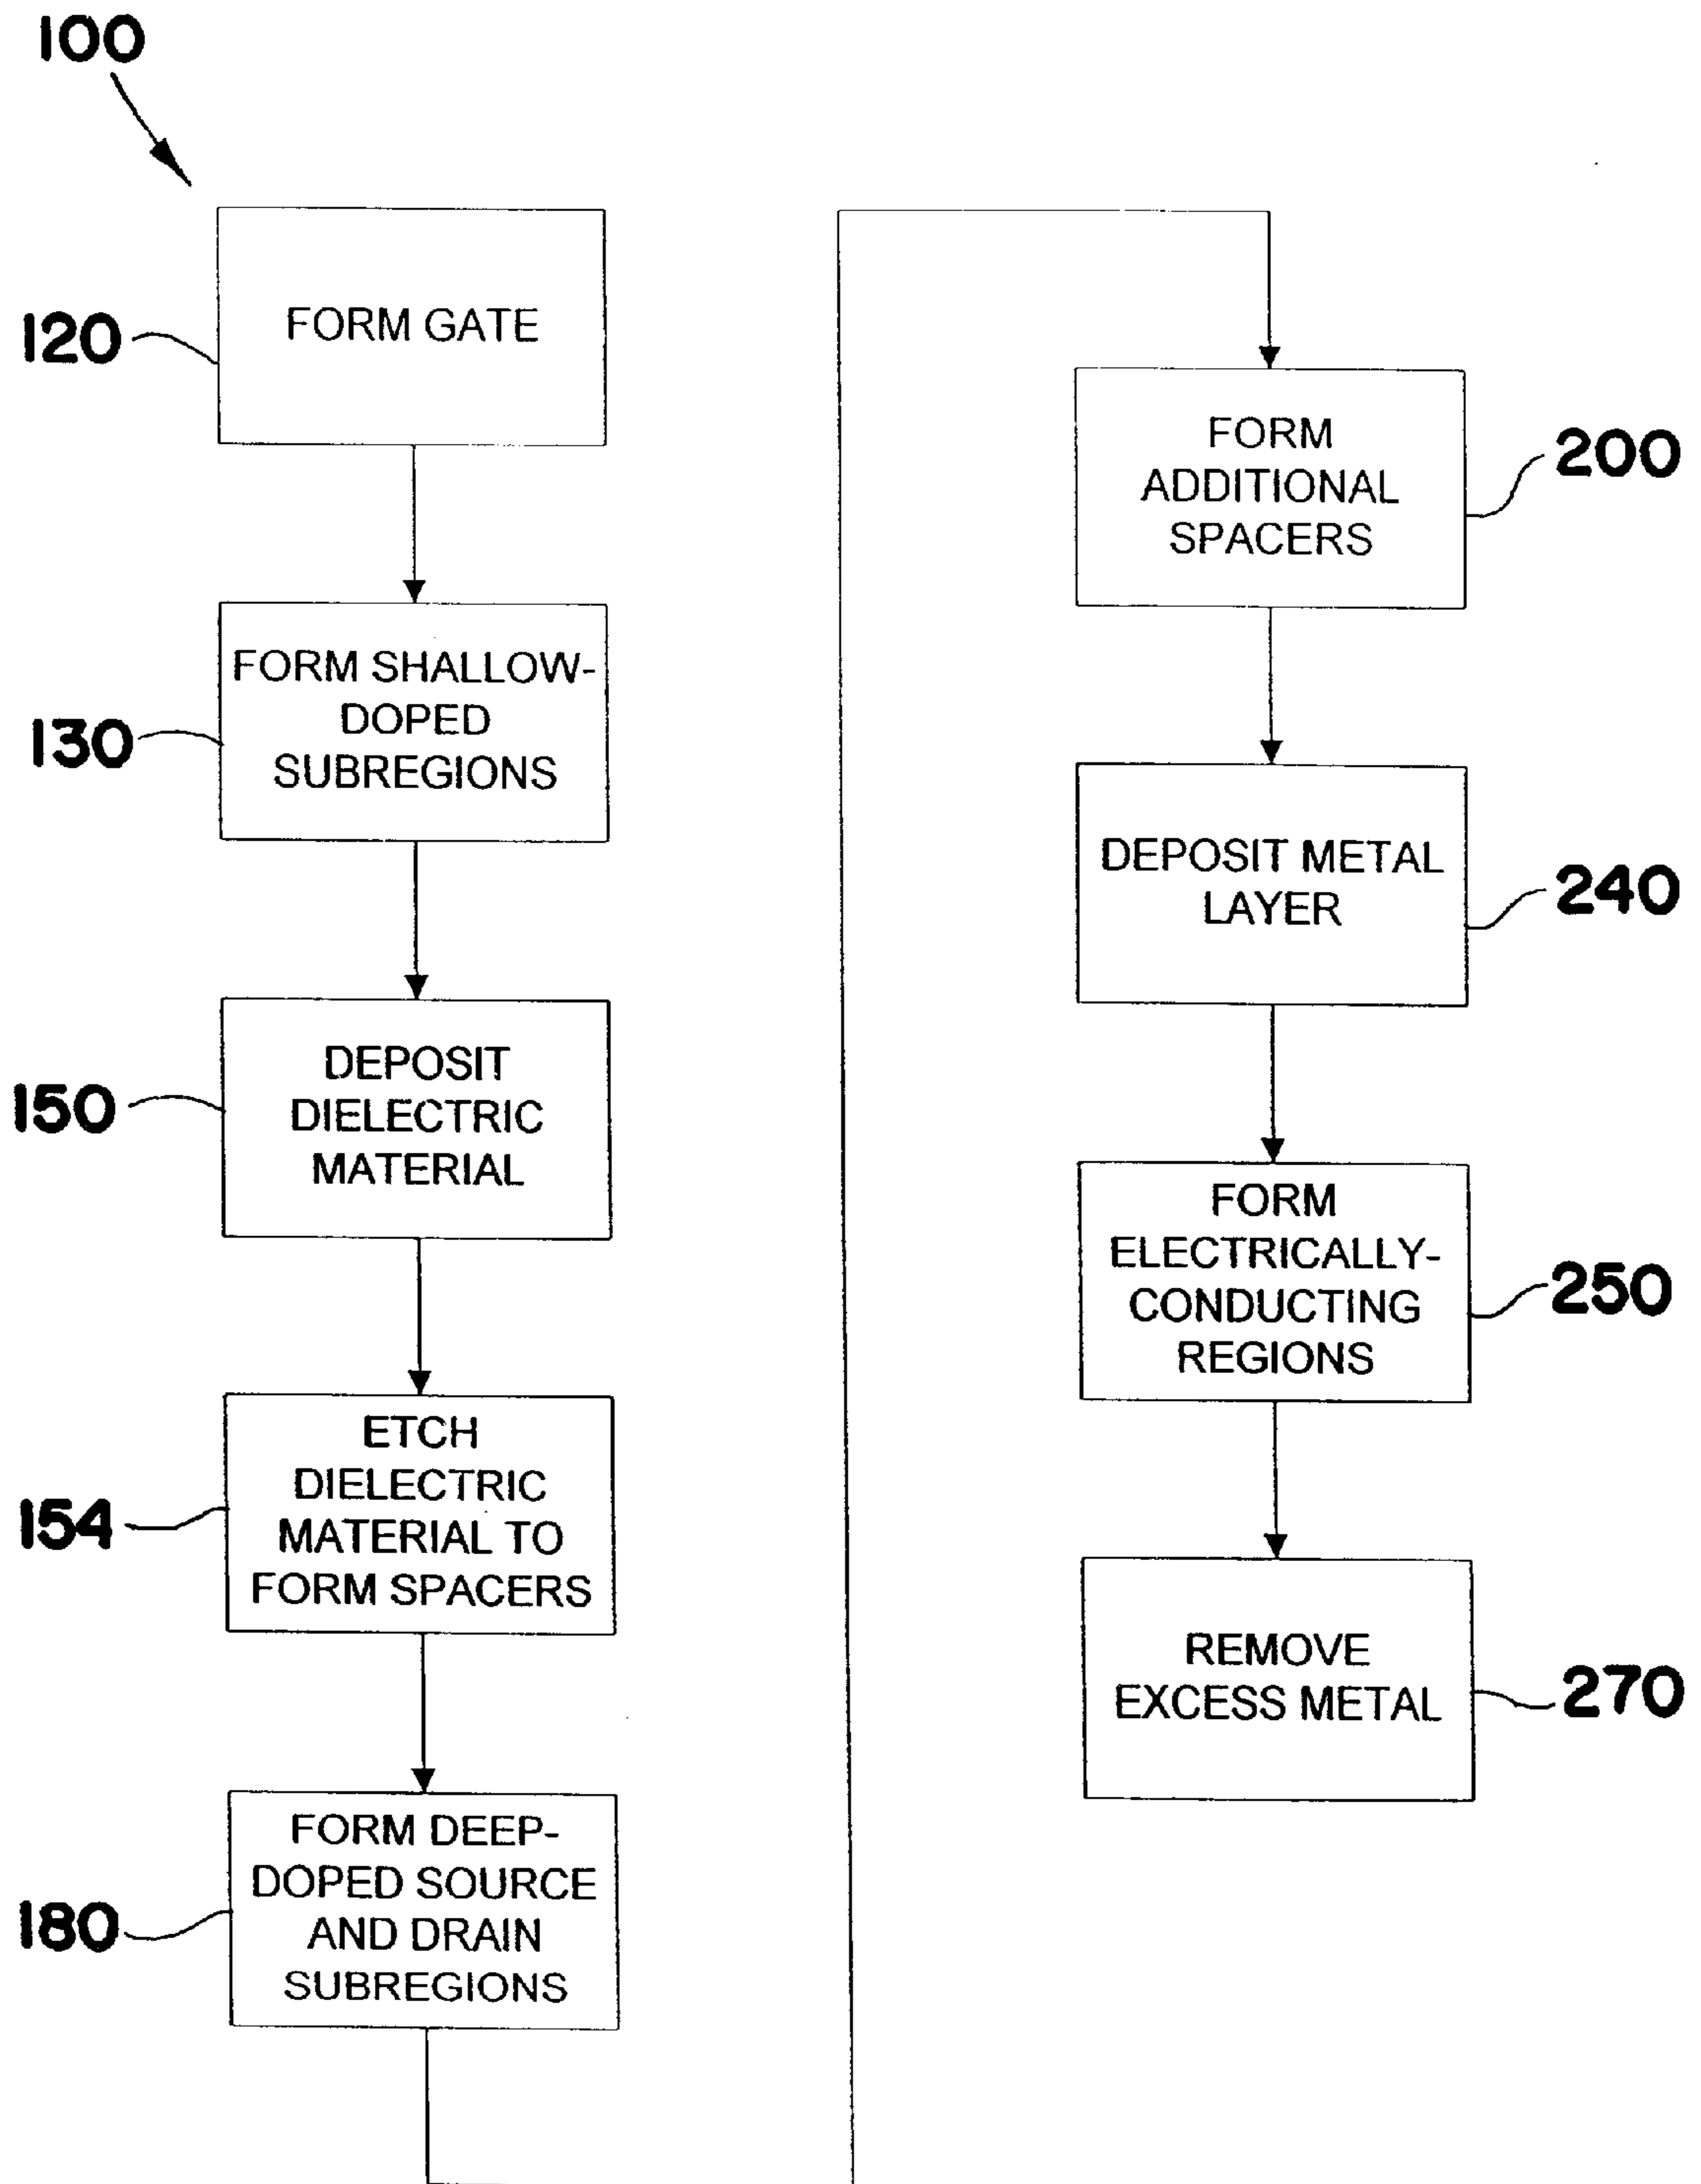 100
120
FORM GATE
130
FORM SHALLOW-
DOPED
SUBREGIONS
150
DEPOSIT
DIELECTRIC
MATERIAL
154
ETCH
DIELECTRIC
MATERIAL TO
FORM SPACERS
180
FORM DEEP-
DOPED SOURCE
AND DRAIN
SUBREGIONS
FORM
ADDITIONAL
SPACERS
200
DEPOSIT METAL
LAYER
240
FORM
ELECTRICALLY-
CONDUCTING
REGIONS
250
REMOVE
EXCESS METAL
270